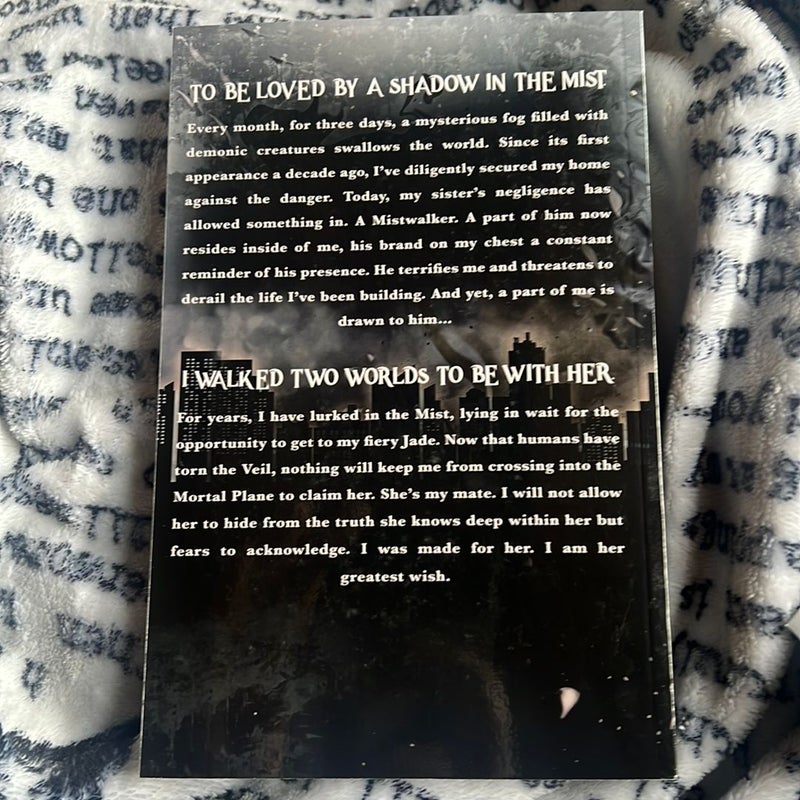 TO BE LOVED BY A SHADOW IN THE MIST
Every month, for three days, a mysterious fog filled with
demonic creatures swallows the world. Since its first
appearance a decade ago, I've diligently secured my home
against the danger. Today, my sister's negligence has
allowed something in. A Mistwalker. A part of him now
resides inside of me, his brand on my chest a constant
reminder of his presence. He terrifies me and threatens to
derail the life I've been building. And yet, a part of me is
drawn to him...
I WALKED TWO WORLDS TO BE WITH HER
For years, I have lurked in the Mist, lying in wait for the
opportunity to get to my fiery Jade. Now that humans have
torn the Veil, nothing will keep me from crossing into the
Mortal Plane to claim her. She's my mate. I will not allow
her to hide from the truth she knows deep within her but
fears to acknowledge. I was made for her. I am her
greatest wish.